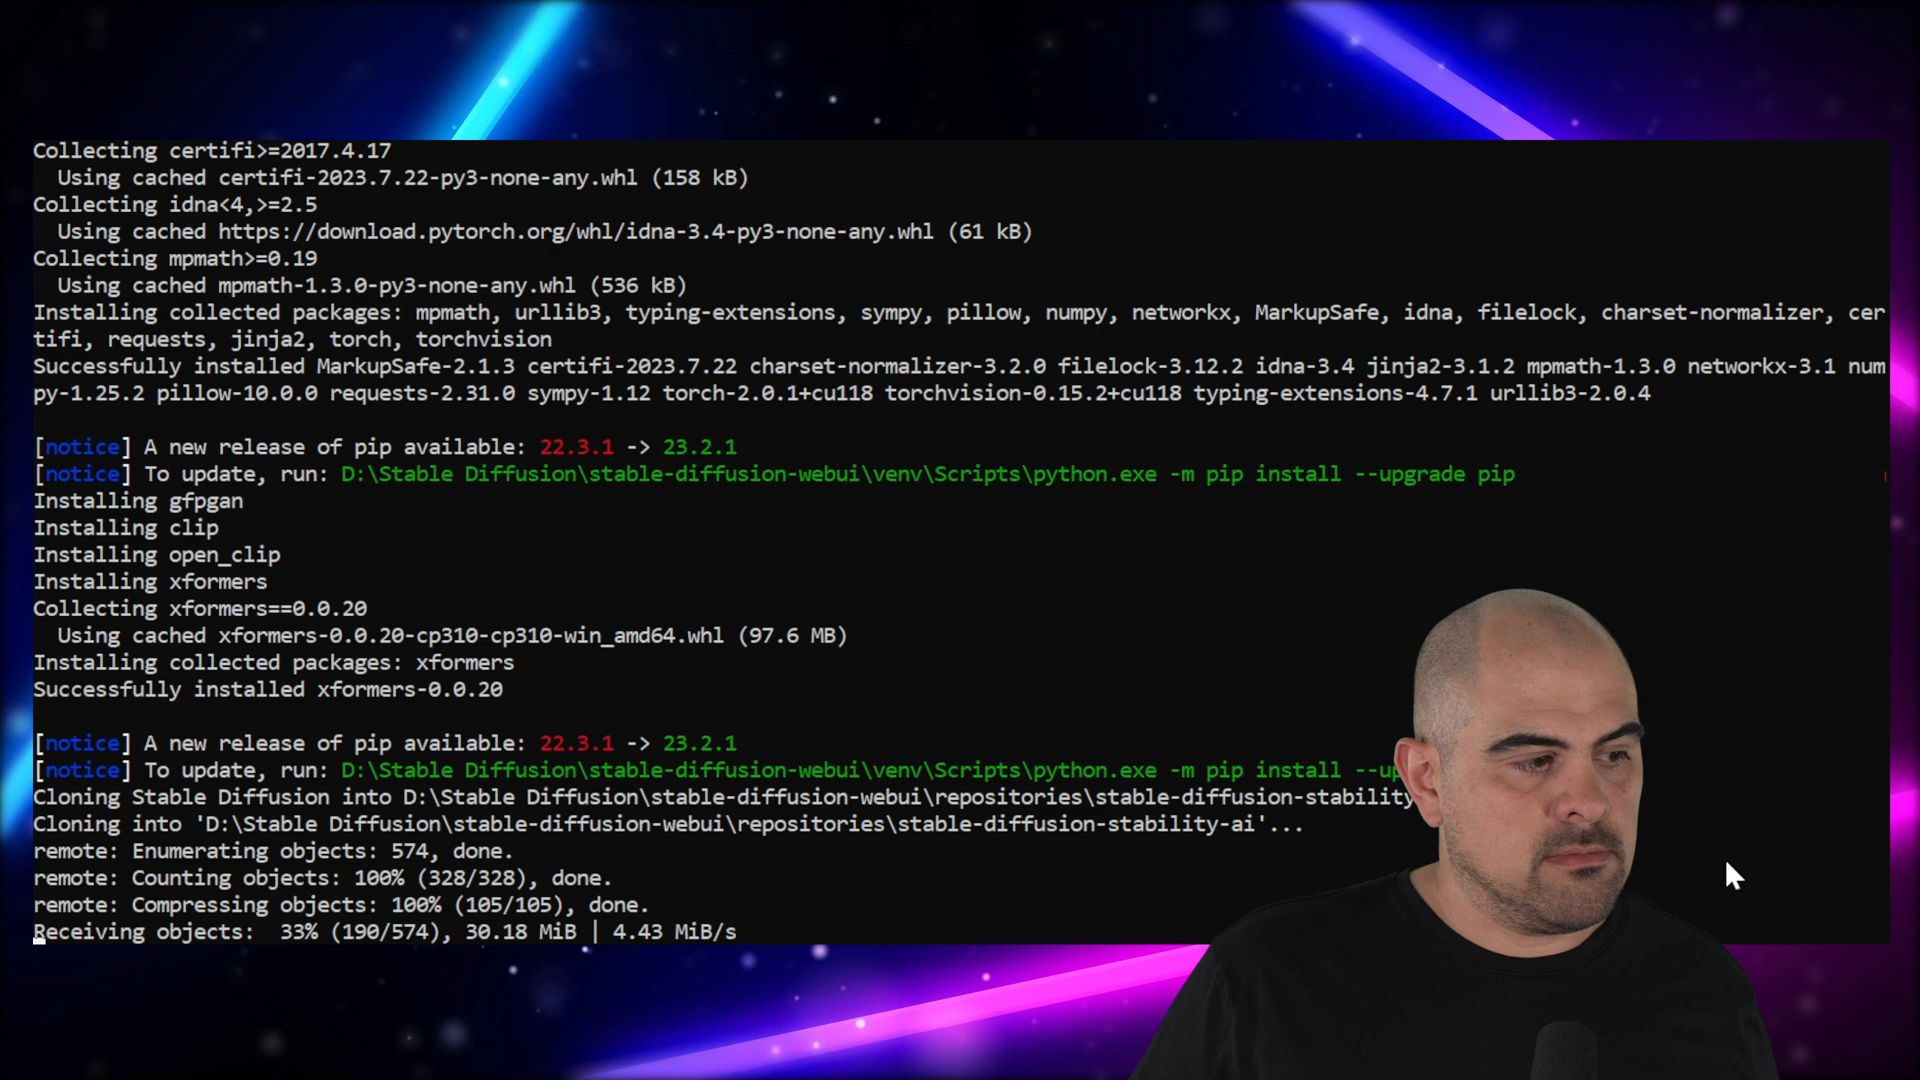 Collecting certifi>=2017.4.17
Using cached certifi-2023.7.22-py3-none-any.whl (158 kB)
Collecting idna<4,>=2.5
Using cached https://download.pytorch.org/whl/idna-3.4-py3-none-any.whl (61 kB)
Collecting mpmath>=0.19
Using cached mpmath-1.3.0-py3-none-any.whl (536 kB)
Installing collected packages: mpmath, urllib3, typing-extensions, sympy, pillow, numpy, networkx, MarkupSafe, idna, filelock, charset-normalizer, cer
tifi, requests, jinja2, torch, torchvision
Successfully installed MarkupSafe-2.1.3 certifi-2023.7.22 charset-normalizer-3.2.0 filelock-3.12.2 idna-3.4 jinja2-3.1.2 mpmath-1.3.0 networkx-3.1 num
py-1.25.2 pillow-10.0.0 requests-2.31.0 sympy-1.12 torch-2.0.1+cu118 torchvision-0.15.2+cu118 typing-extensions-4.7.1 urllib3-2.0.4
[notice] A new release of pip available: 22.3.1 -> 23.2.1
[notice] To update, run: D:\Stable Diffusion\stable-diffusion-webui\venv\Scripts\python.exe -m pip install --upgrade pip
Installing gfpgan
Installing clip
Installing open_clip
Installing xformers
Collecting xformers==0.0.20
Using cached xformers-0.0.20-cp310-cp310-win_amd64.whl (97.6 MB)
Installing collected packages: xformers
Successfully installed xformers-0.0.20
[notice] A new release of pip available: 22.3.1 -> 23.2.1
[notice] To update, run: D:\Stable Diffusion\stable-diffusion-webui\venv\Scripts\python.exe -m pip install --up
Cloning Stable Diffusion into D:\Stable Diffusion\stable-diffusion-webui\repositories\stable-diffusion-stability
Cloning into 'D:\Stable Diffusion\stable-diffusion-webui\repositories\stable-diffusion-stability-ai'...
remote: Enumerating objects: 574, done.
remote: Counting objects: 100% (328/328), done.
remote: Compressing objects: 100% (105/105), done.
Receiving objects:  33% (190/574), 30.18 MiB | 4.43 MiB/s